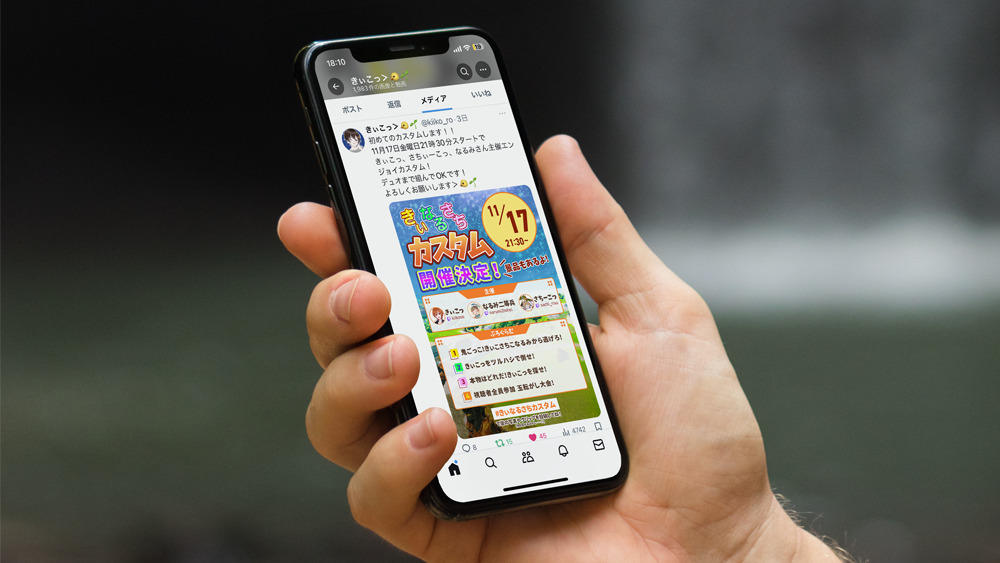 18:10
19
きぃこっ＞
1,983 件の画像と動画
ポスト 返信 メディア いいね
きぃこっ＞ @kiiko_ro・3日
初めてのカスタムします！！
11月17日金曜日21時30分スタートで
きぃこっ、さちぃーこっ、なるみさん主催エン
ジョイカスタム！
デュオまで組んでOKです！
よろしくお願いします＞
きぃなるさち
11/17
21:30~
カスタム
開催決定！
景品もあるよ！
主催
きぃこっ なるみ二等兵 さちーこっ
ぷろぐらむ
1 鬼ごっこ！きぃこさちこなるみから逃げろ！
2 きぃこっをツルハシで倒せ！
3 本物はどれだ！きぃこっを探せ！
4 視聴者全員参加 玉転がし大会！
#きぃなるさちカスタム
8 15 45 4742